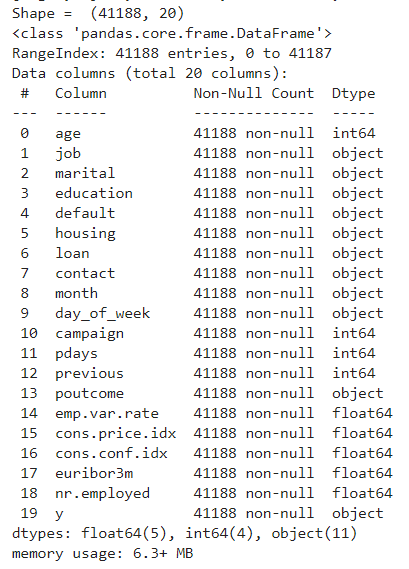 Shape =  (41188, 20)
<class 'pandas.core.frame.DataFrame'>
RangeIndex: 41188 entries, 0 to 41187
Data columns (total 20 columns):
 #   Column          Non-Null Count  Dtype
---  ------          --------------  -----
 0   age             41188 non-null  int64
 1   job             41188 non-null  object
 2   marital         41188 non-null  object
 3   education       41188 non-null  object
 4   default         41188 non-null  object
 5   housing         41188 non-null  object
 6   loan            41188 non-null  object
 7   contact         41188 non-null  object
 8   month           41188 non-null  object
 9   day_of_week     41188 non-null  object
 10  campaign        41188 non-null  int64
 11  pdays           41188 non-null  int64
 12  previous        41188 non-null  int64
 13  poutcome        41188 non-null  object
 14  emp.var.rate    41188 non-null  float64
 15  cons.price.idx  41188 non-null  float64
 16  cons.conf.idx   41188 non-null  float64
 17  euribor3m       41188 non-null  float64
 18  nr.employed     41188 non-null  float64
 19  y               41188 non-null  object
dtypes: float64(5), int64(4), object(11)
memory usage: 6.3+ MB